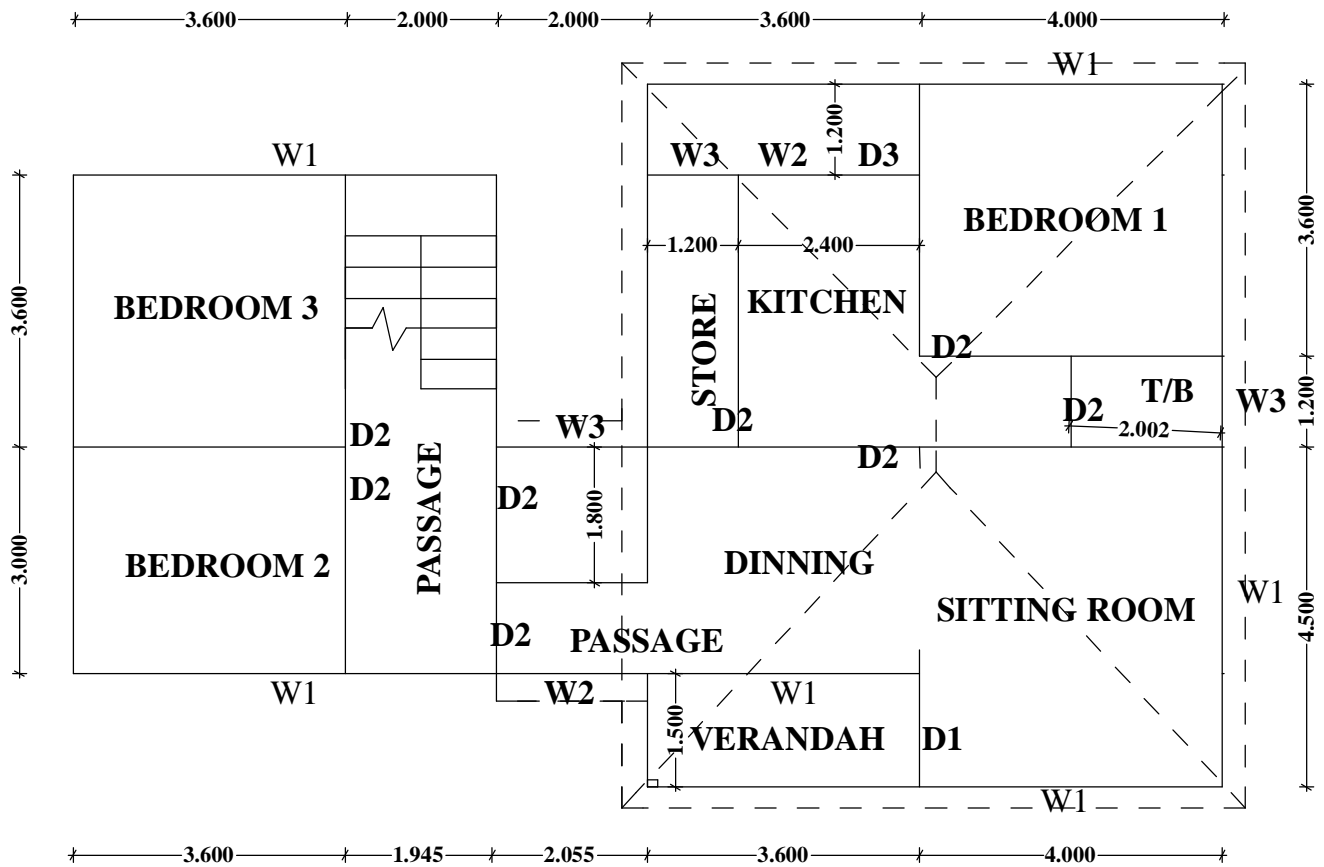 3.600 2.000 2.000 3.600 4.000
W1
1.200
W1 W3 W2 D3
BEDROOM 1
3.600
1.200 2.400
BEDROOM 3 KITCHEN
3.600
STORE
D2
T/B
W3
1.200
D2 W3 D2 D2
2.002
D2
D2 D2
PASSAGE
1.800
BEDROOM 2 DINNING
3.000
W1
SITTING ROOM
4.500
D2 PASSAGE
W1 W2 W1
1.500
VERANDAH D1
W1
3.600 1.945 2.055 3.600 4.000